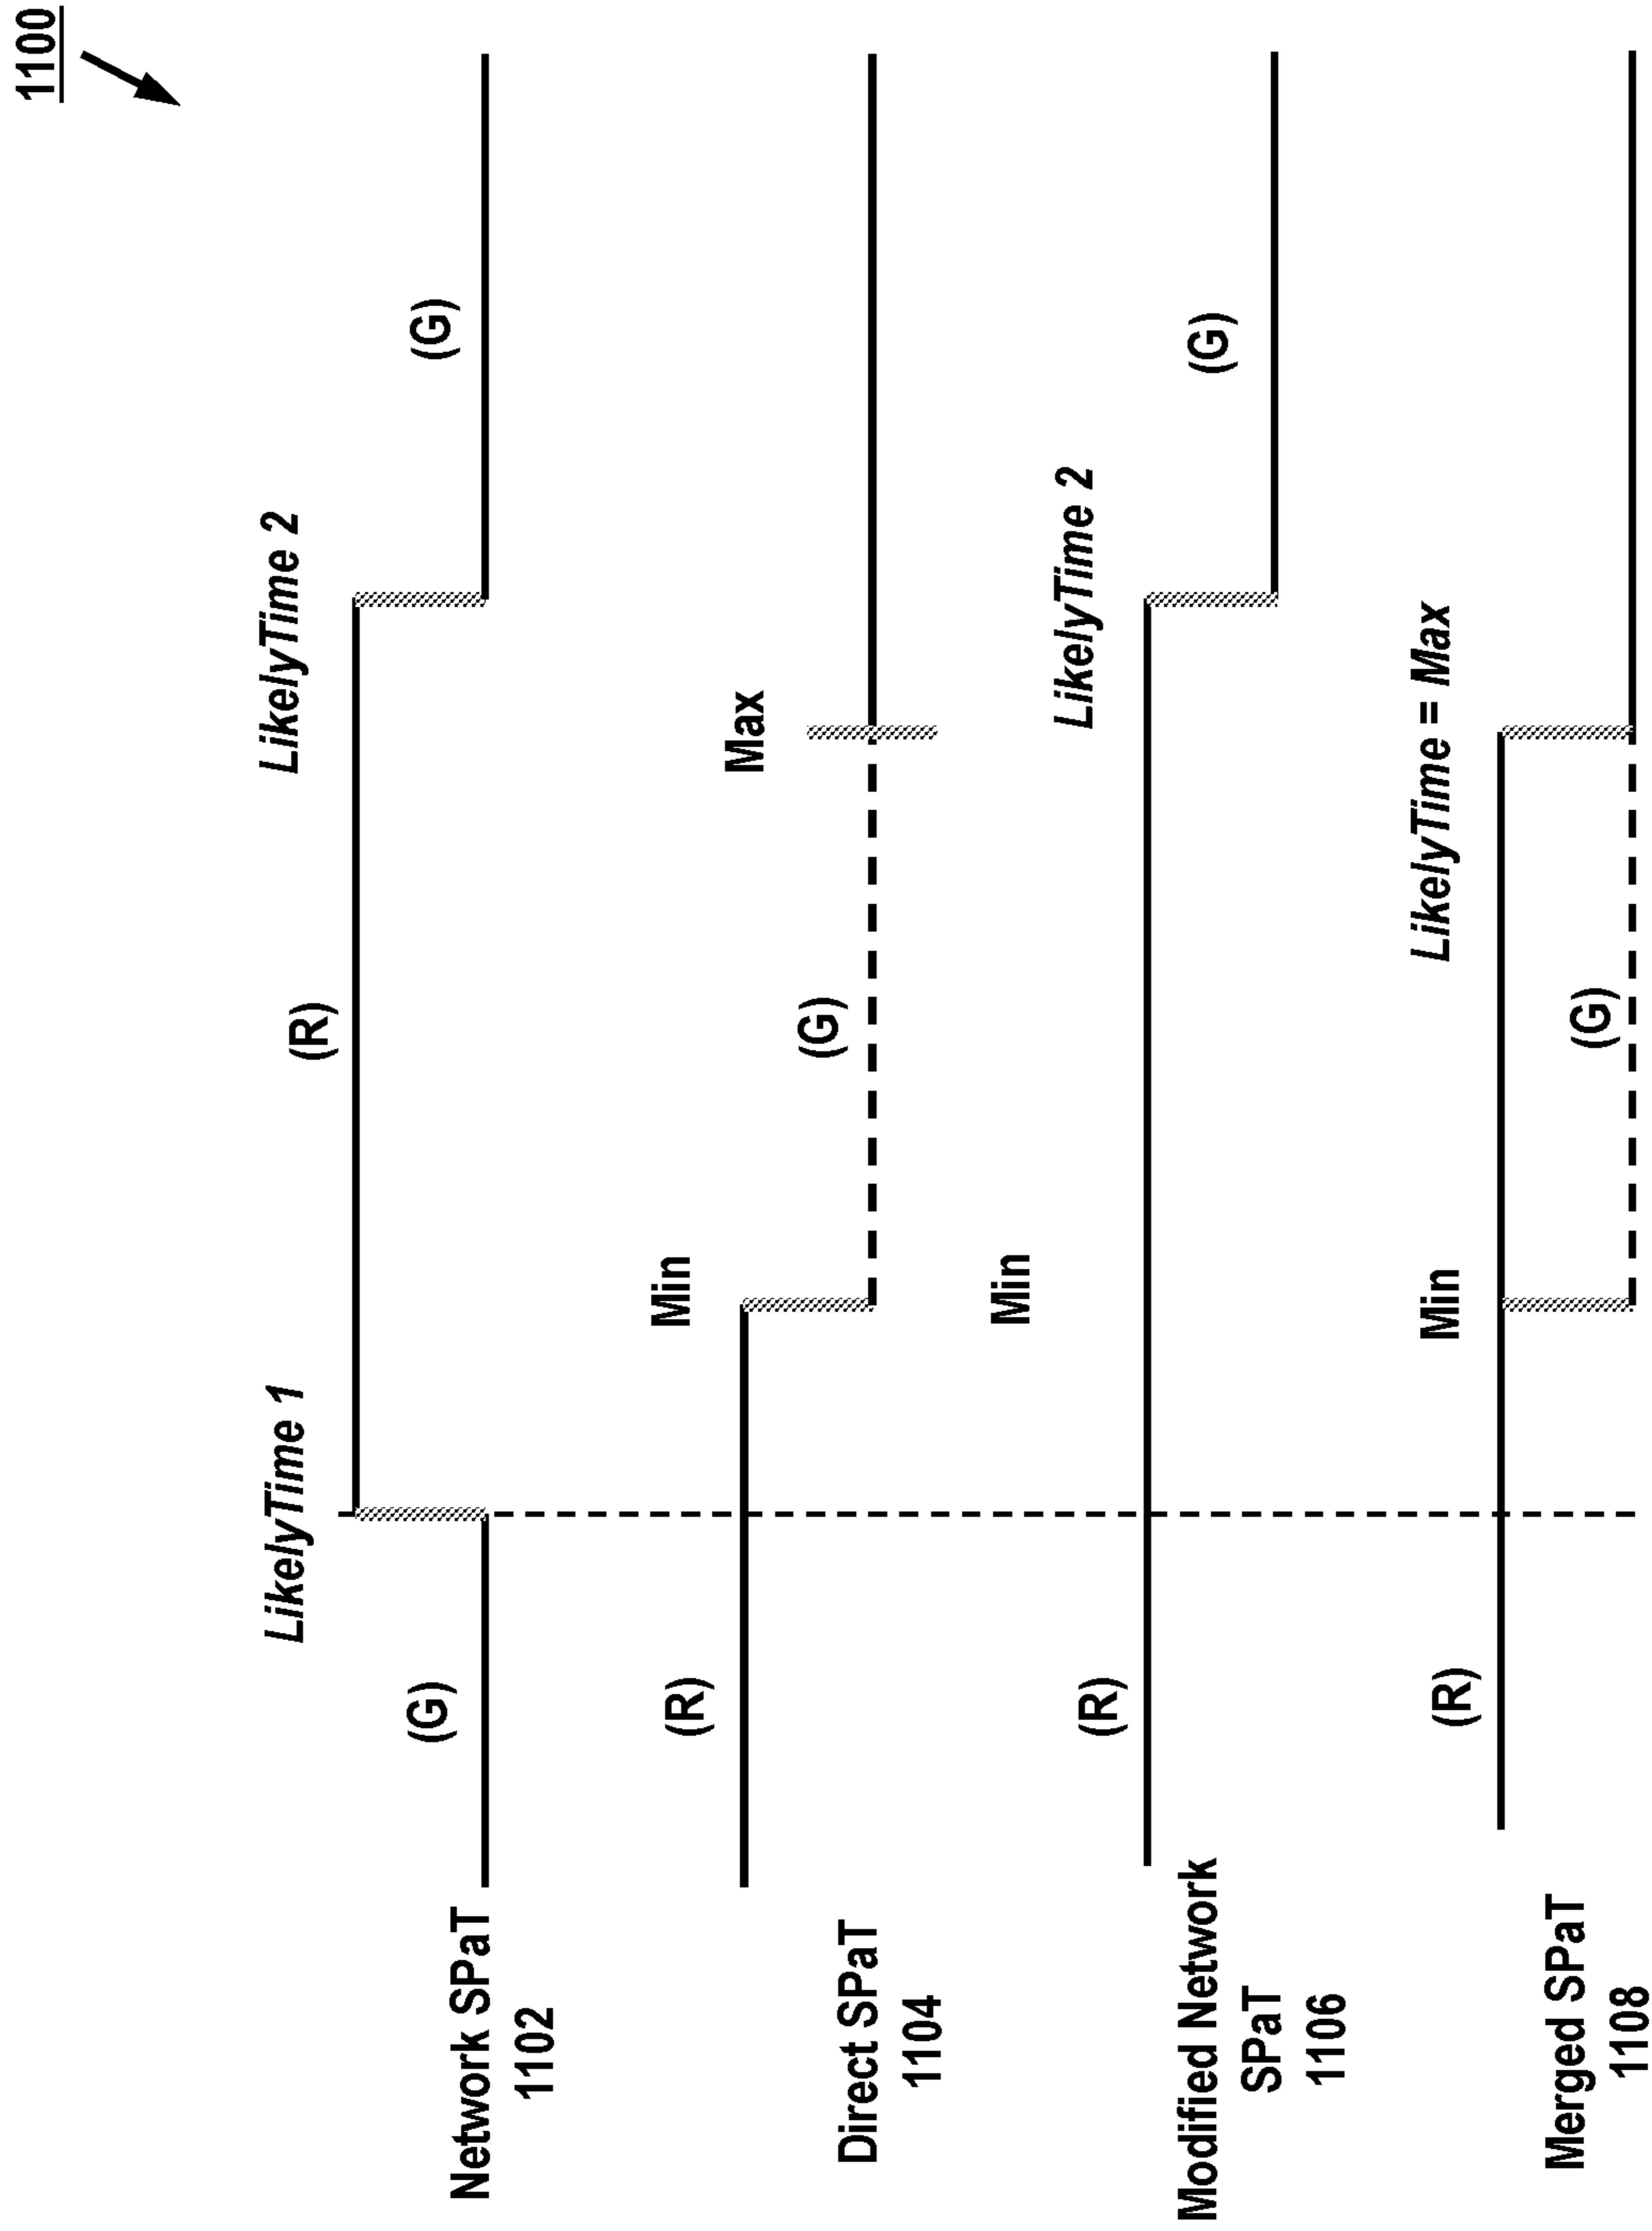 1100
LikelyTime 1
LikelyTime 2
(G)
(R)
(G)
Network SPaT
1102
Min
Max
(R)
(G)
Direct SPaT
1104
Min
LikelyTime 2
(R)
(G)
Modified Network
SPaT
1106
Min
LikelyTime = Max
(R)
(G)
Merged SPaT
1108